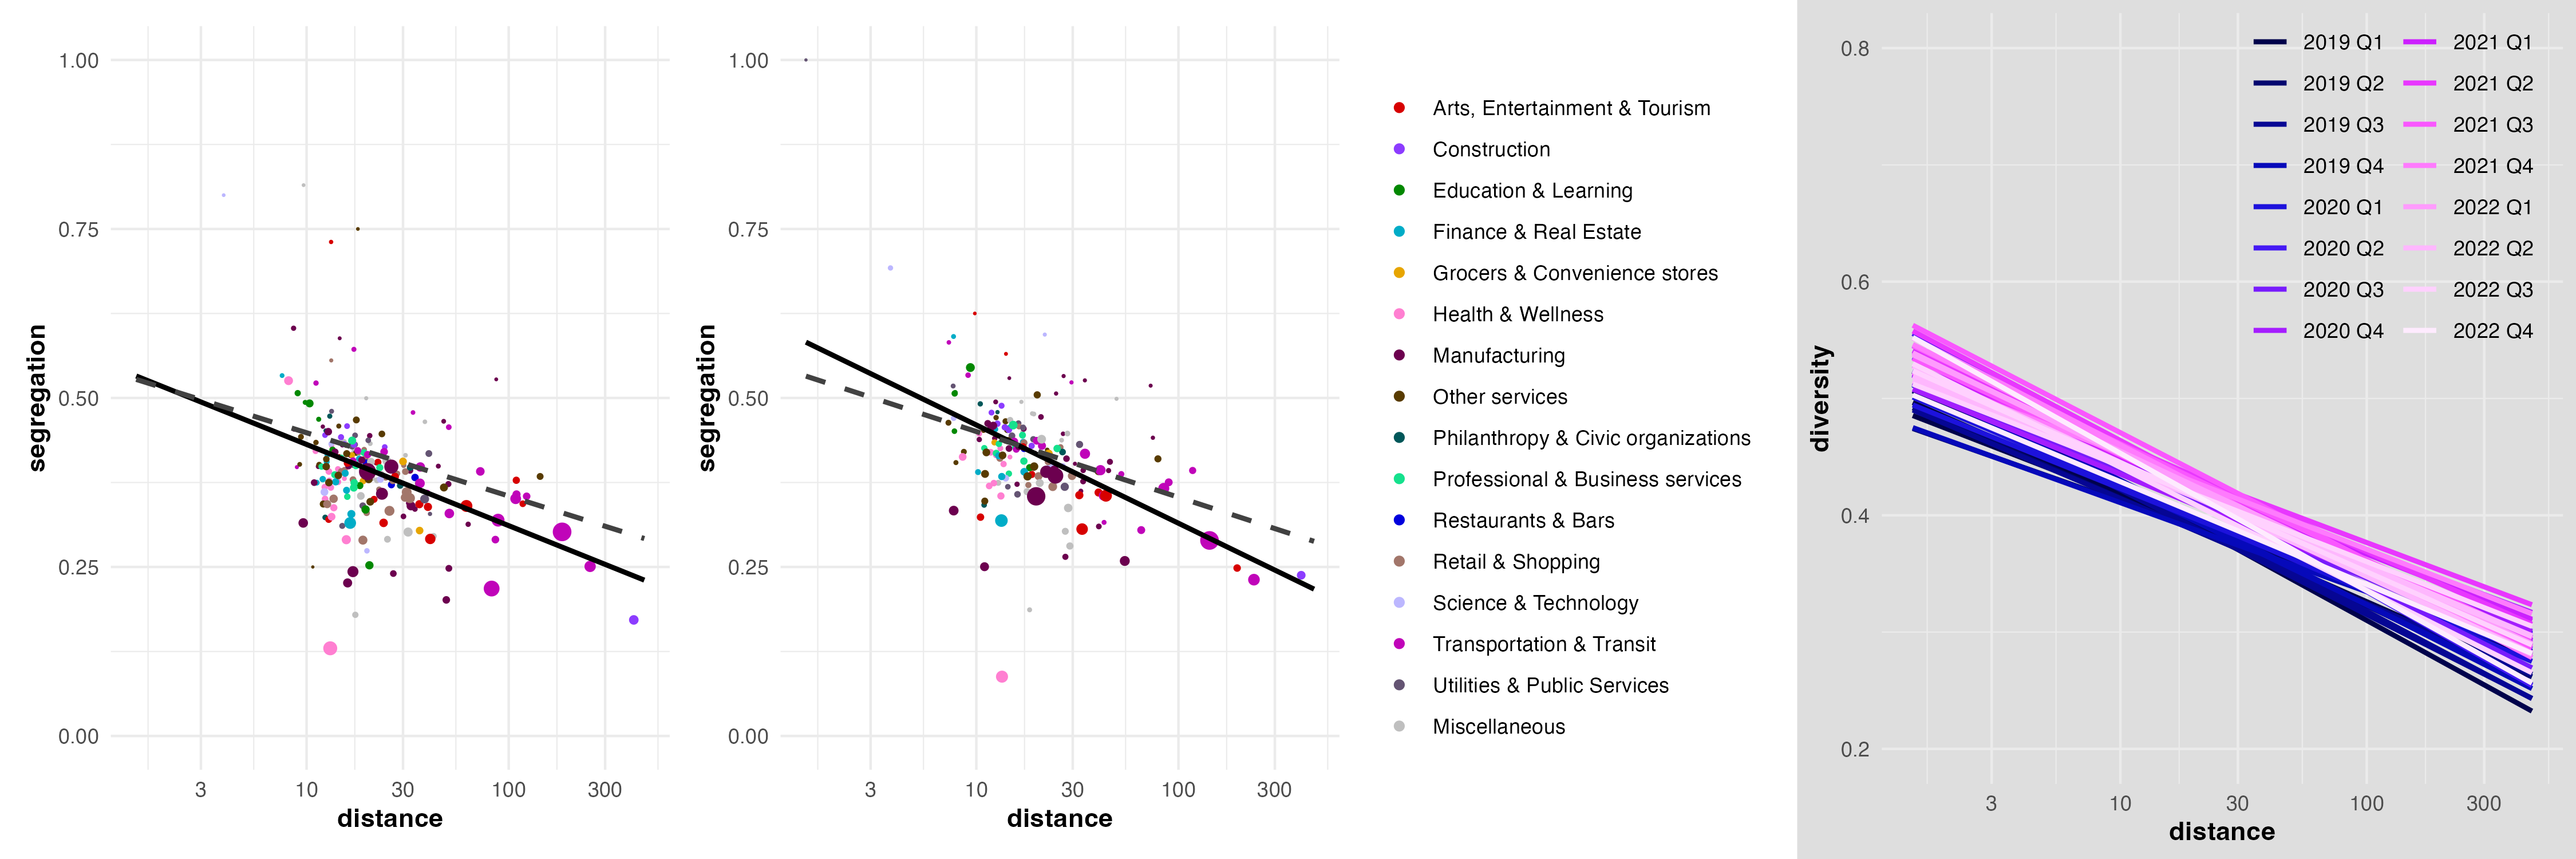 segregation
1.00
0.75
0.50
0.25
0.00
3 10 30 100 300
distance
segregation
1.00
0.75
0.50
0.25
0.00
3 10 30 100 300
distance
Arts, Entertainment & Tourism
Construction
Education & Learning
Finance & Real Estate
Grocers & Convenience stores
Health & Wellness
Manufacturing
Other services
Philanthropy & Civic organizations
Professional & Business services
Restaurants & Bars
Retail & Shopping
Science & Technology
Transportation & Transit
Utilities & Public Services
Miscellaneous
diversity
0.8
0.6
0.4
0.2
3 10 30 100 300
distance
2019 Q1
2019 Q2
2019 Q3
2019 Q4
2020 Q1
2020 Q2
2020 Q3
2020 Q4
2021 Q1
2021 Q2
2021 Q3
2021 Q4
2022 Q1
2022 Q2
2022 Q3
2022 Q4